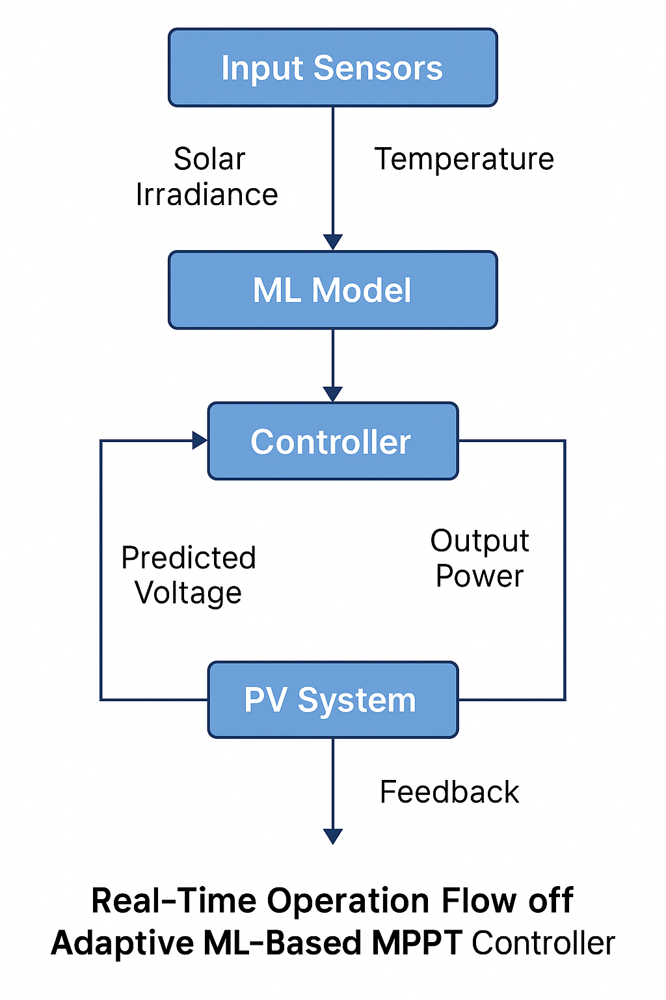 Input Sensors
Solar
Irradiance
Temperature
ML Model
Controller
Predicted
Voltage
Output
Power
PV System
Feedback
Real-Time Operation Flow off
Adaptive ML-Based MPPT Controller